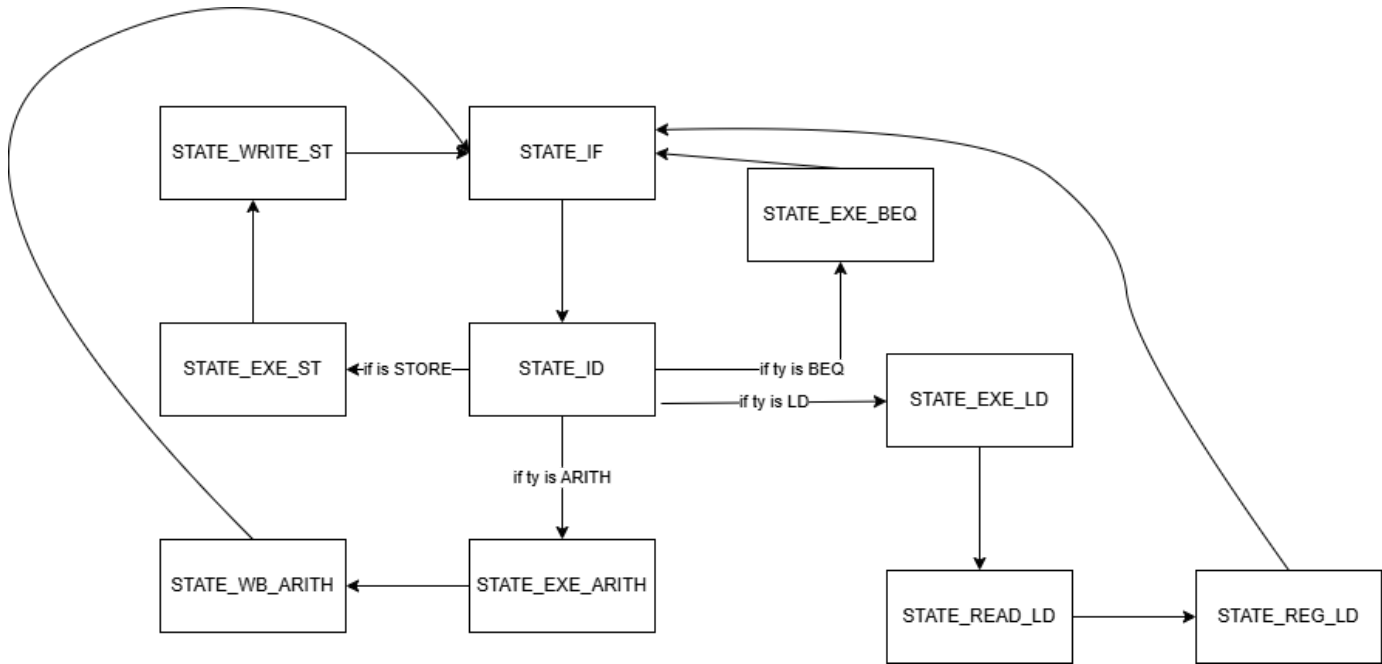 STATE_WRITE_ST
STATE_IF
STATE_EXE_BEQ
STATE_EXE_ST
if is STORE
STATE_ID
if ty is BEQ
if ty is LD
STATE_EXE_LD
if ty is ARITH
STATE_WB_ARITH
STATE_EXE_ARITH
STATE_READ_LD
STATE_REG_LD